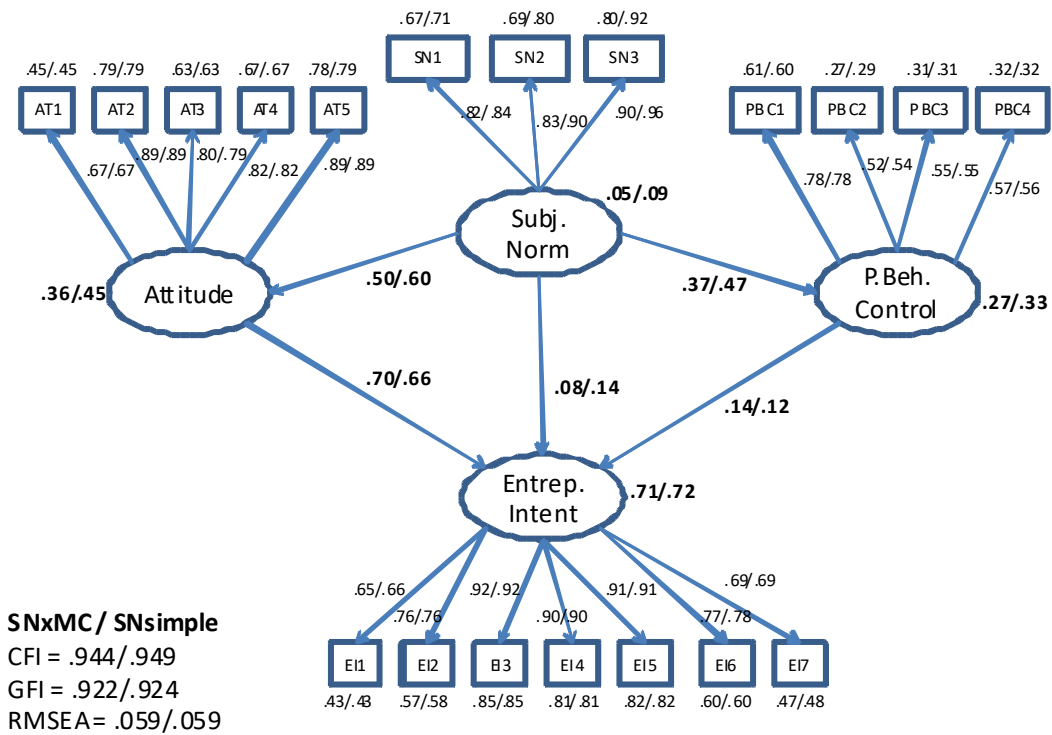 .67/.71 .69/.80 .80/.92
SN1 SN2 SN3
.45/.45 .79/.79 .63/.63 .67/.67 .78/.79
AT1 AT2 AT3 AT4 AT5
.61/.60 .27/.29 .31/.31 .32/.32
PBC1 PBC2 PBC3 PBC4
.82/.84 .83/.90 .90/.96
.67/.67 .89/.89 .80/.79 .82/.82 .89/.89
.78/.78 .52/.54 .55/.55 .57/.56
.05/.09
Subj.
Norm
.36/.45 Attitude
.50/.60
.37/.47
P.Beh.
Control
.27/.33
.70/.66
.08/.14
.14/.12
Entrep.
Intent
.71/.72
.65/.66 .76/.76 .92/.92 .90/.90 .91/.91 .77/.78 .69/.69
EI1 EI2 EI3 EI4 EI5 EI6 EI7
.43/.43 .57/.58 .85/.85 .81/.81 .82/.82 .60/.60 .47/.48
SNxMC / SNsimple
CFI = .944/.949
GFI = .922/.924
RMSEA = .059/.059